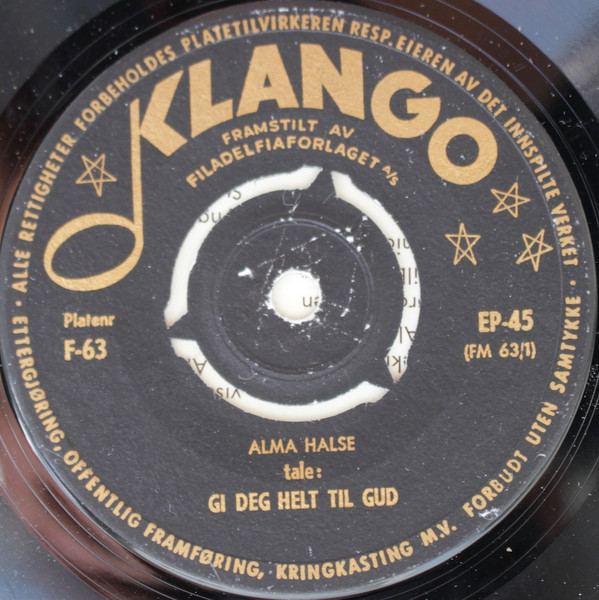 • ALLE RETTIGHETER FORBEHOLDES PLATETILVIRKEREN RESP. EIEREN AV DET INNSPILTE VERKET •
KLANGO
FRAMSTILT AV
FILADELFIAFORLAGET A/S
Platenr
F-63
EP-45
(FM 63/1)
ALMA HALSE
tale:
GI DEG HELT TIL GUD
ETTERGJØRING, OFFENTLIG FRAMFØRING, KRINGKASTING M.V. FORBUDT UTEN SAMTYKKE